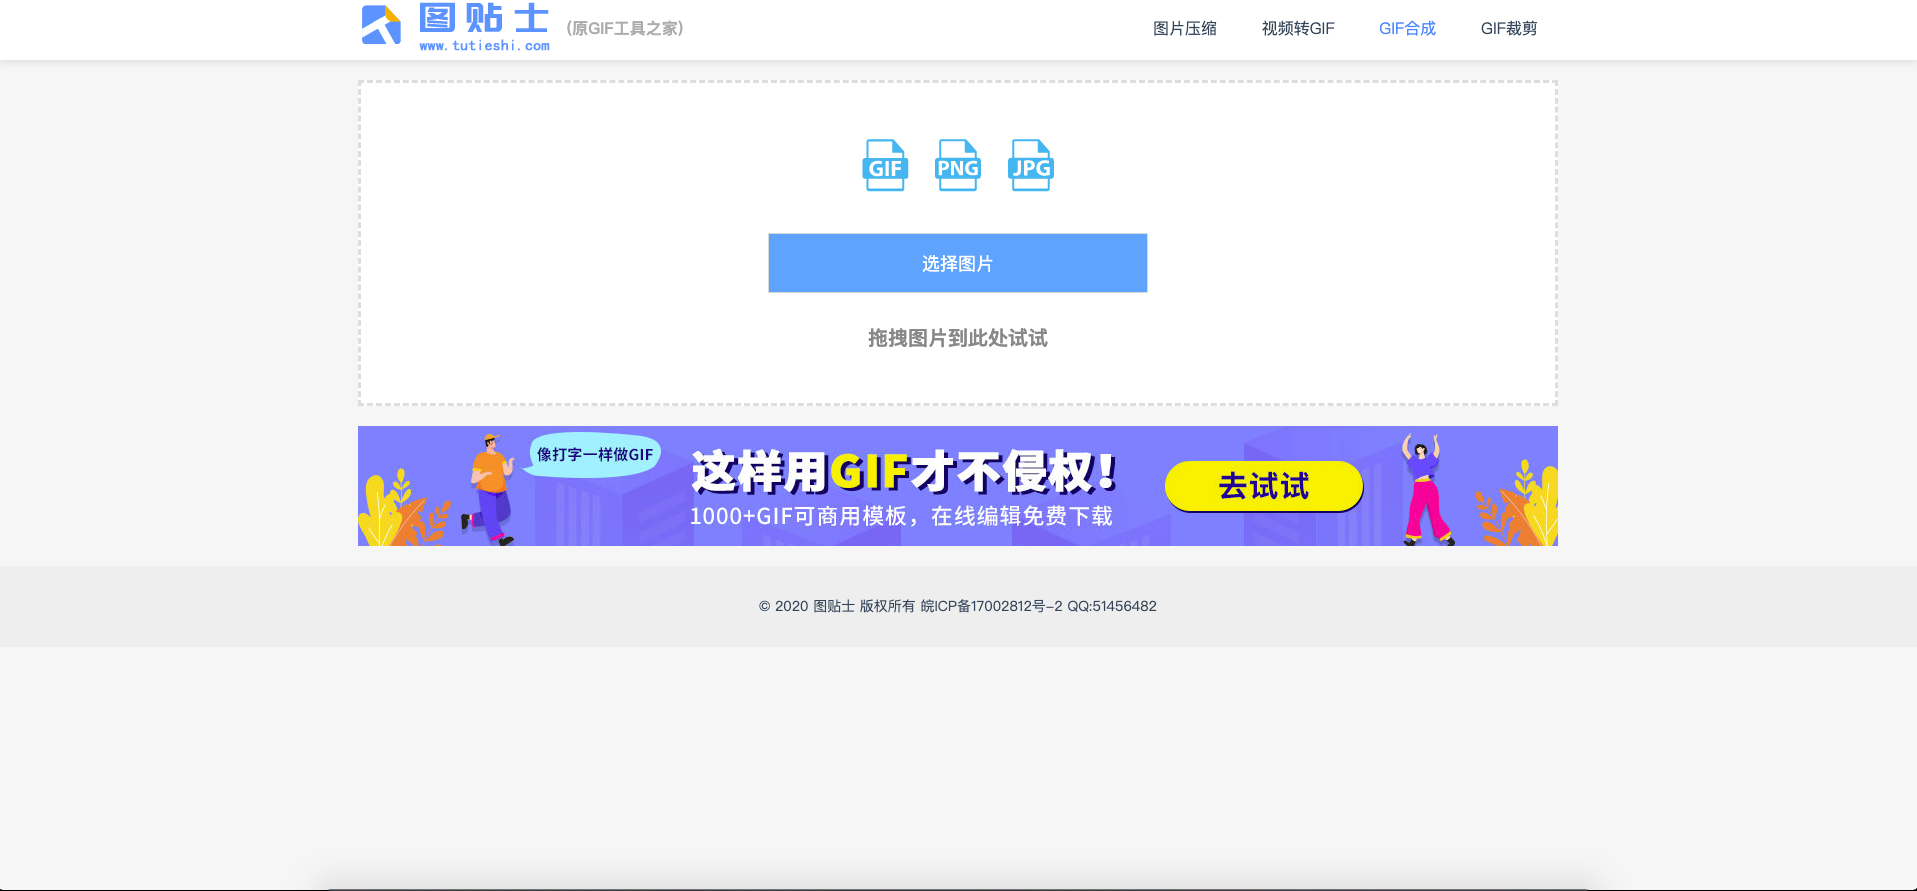 图贴士
www.tutieshi.com
(原GIF工具之家)
图片压缩 视频转GIF GIF合成 GIF裁剪
GIF PNG JPG
选择图片
拖拽图片到此处试试
像打字一样做GIF
这样用GIF才不侵权!
1000+GIF可商用模板，在线编辑免费下载
去试试
© 2020 图贴士 版权所有 皖ICP备17002812号-2 QQ:51456482